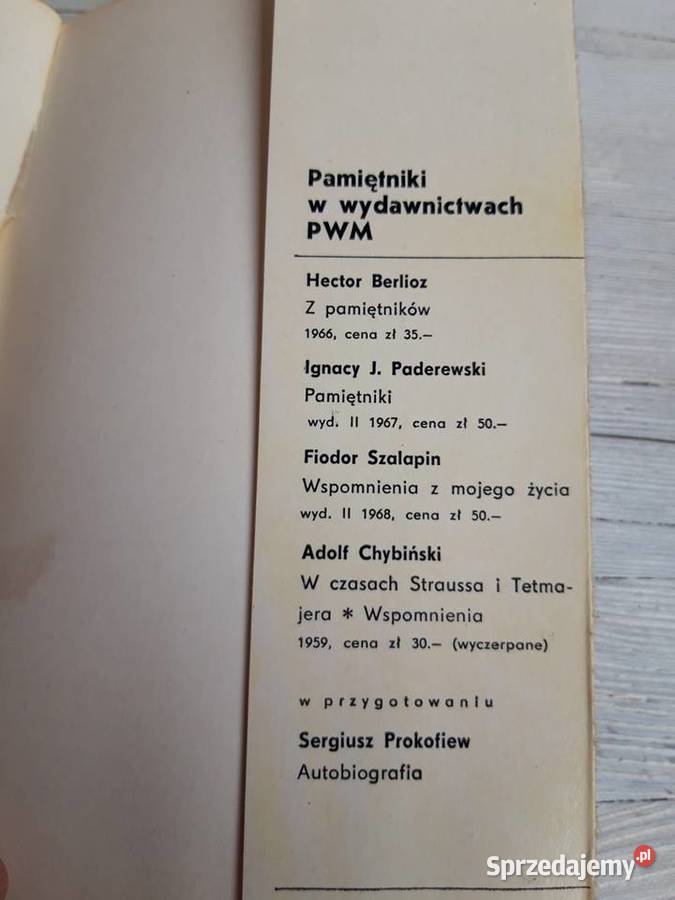 Pamiętniki
w wydawnictwach
PWM
Hector Berlioz
Z pamiętników
1966, cena zł 35.—
Ignacy J. Paderewski
Pamiętniki
wyd. II 1967, cena zł 50.—
Fiodor Szalapin
Wspomnienia z mojego życia
wyd. II 1968, cena zł 50.—
Adolf Chybiński
W czasach Straussa i Tetma-
jera * Wspomnienia
1959, cena zł 30.— (wyczerpane)
w przygotowaniu
Sergiusz Prokofiew
Autobiografia
Sprzedajemy.pl